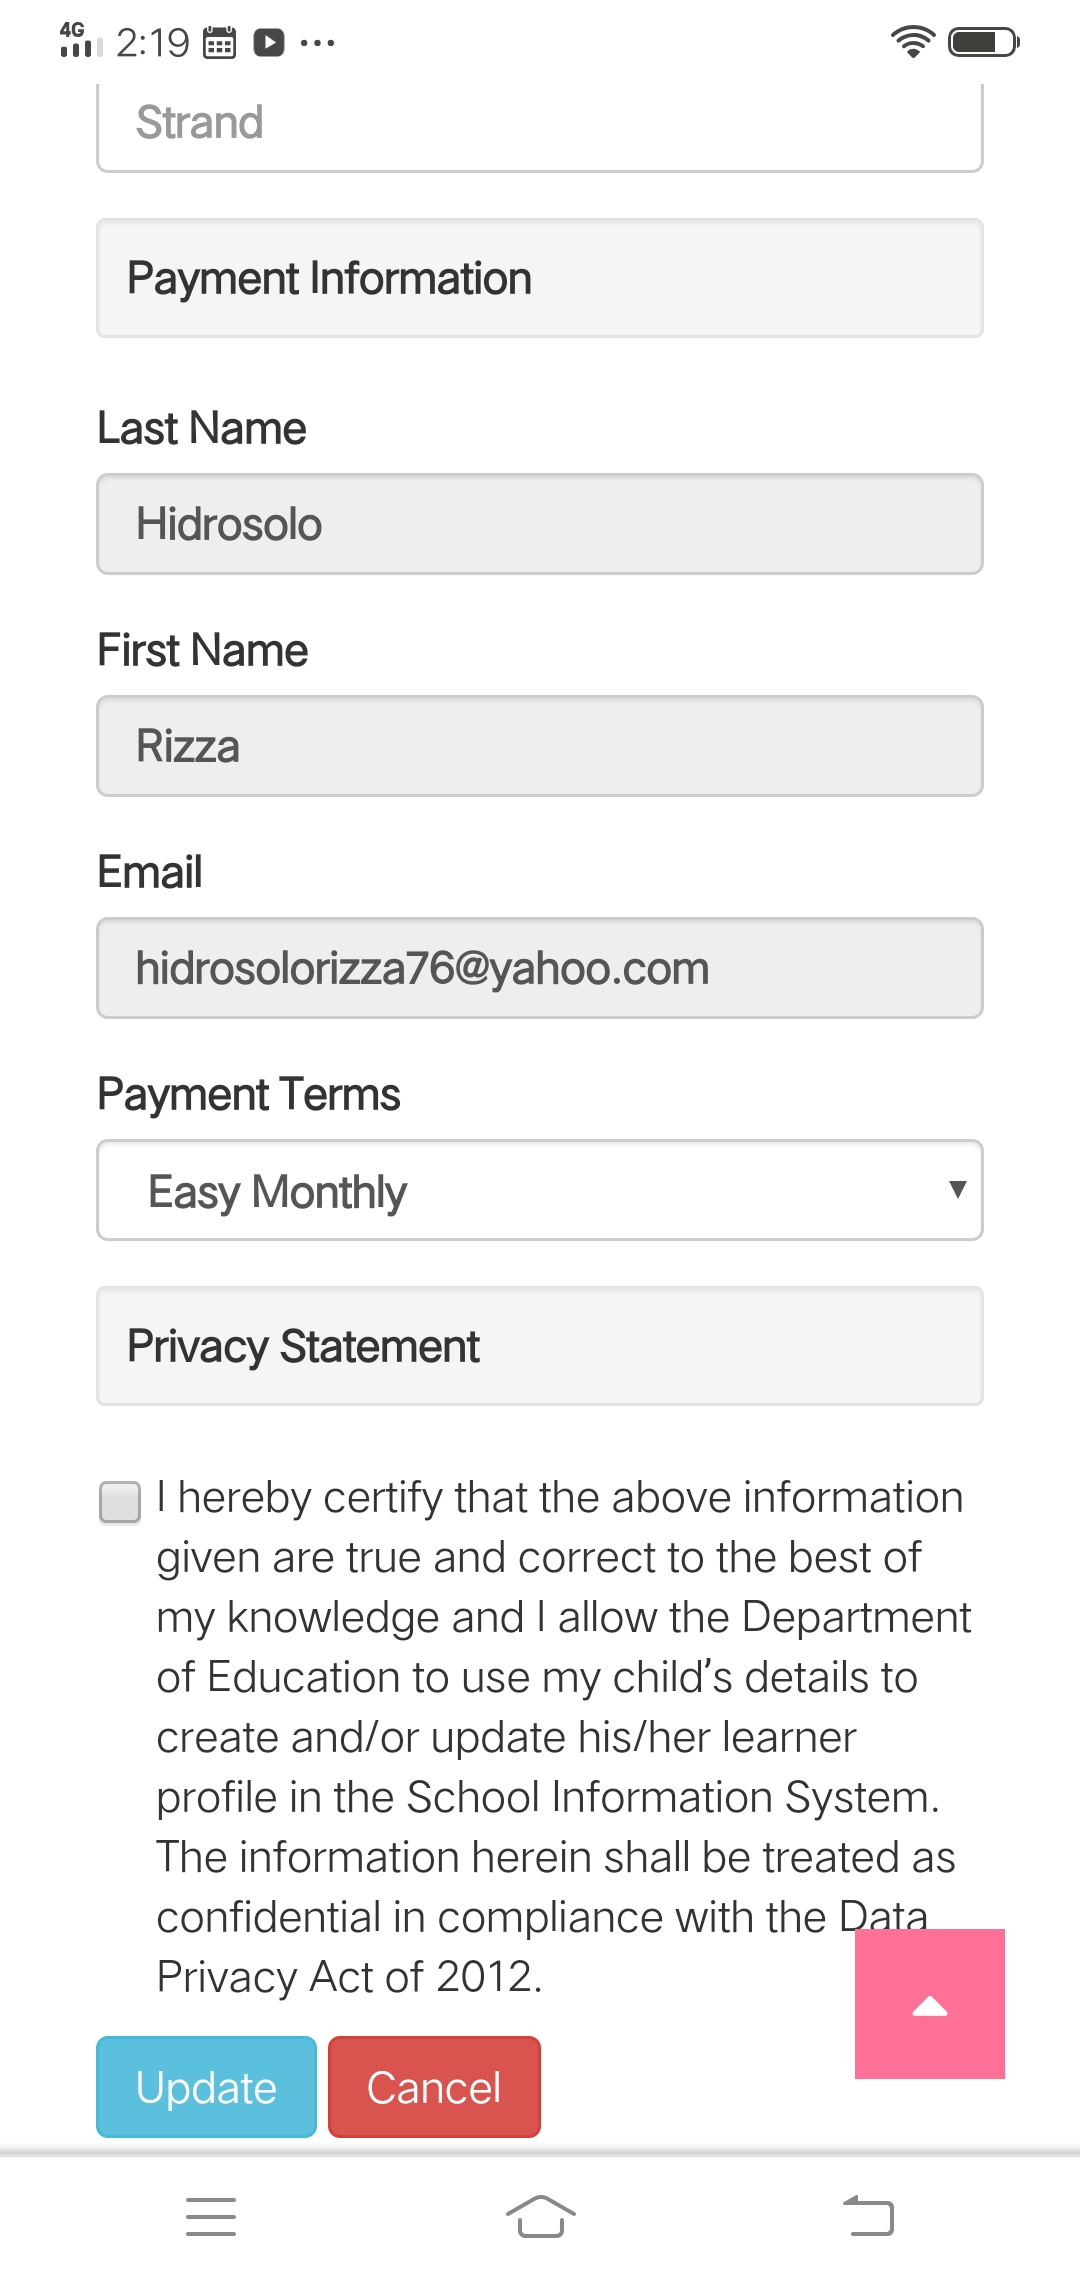 4G 2:19
Strand
Payment Information
Last Name
Hidrosolo
First Name
Rizza
Email
hidrosolorizza76@yahoo.com
Payment Terms
Easy Monthly
Privacy Statement
I hereby certify that the above information
given are true and correct to the best of
my knowledge and I allow the Department
of Education to use my child’s details to
create and/or update his/her learner
profile in the School Information System.
The information herein shall be treated as
confidential in compliance with the Data
Privacy Act of 2012.
Update Cancel